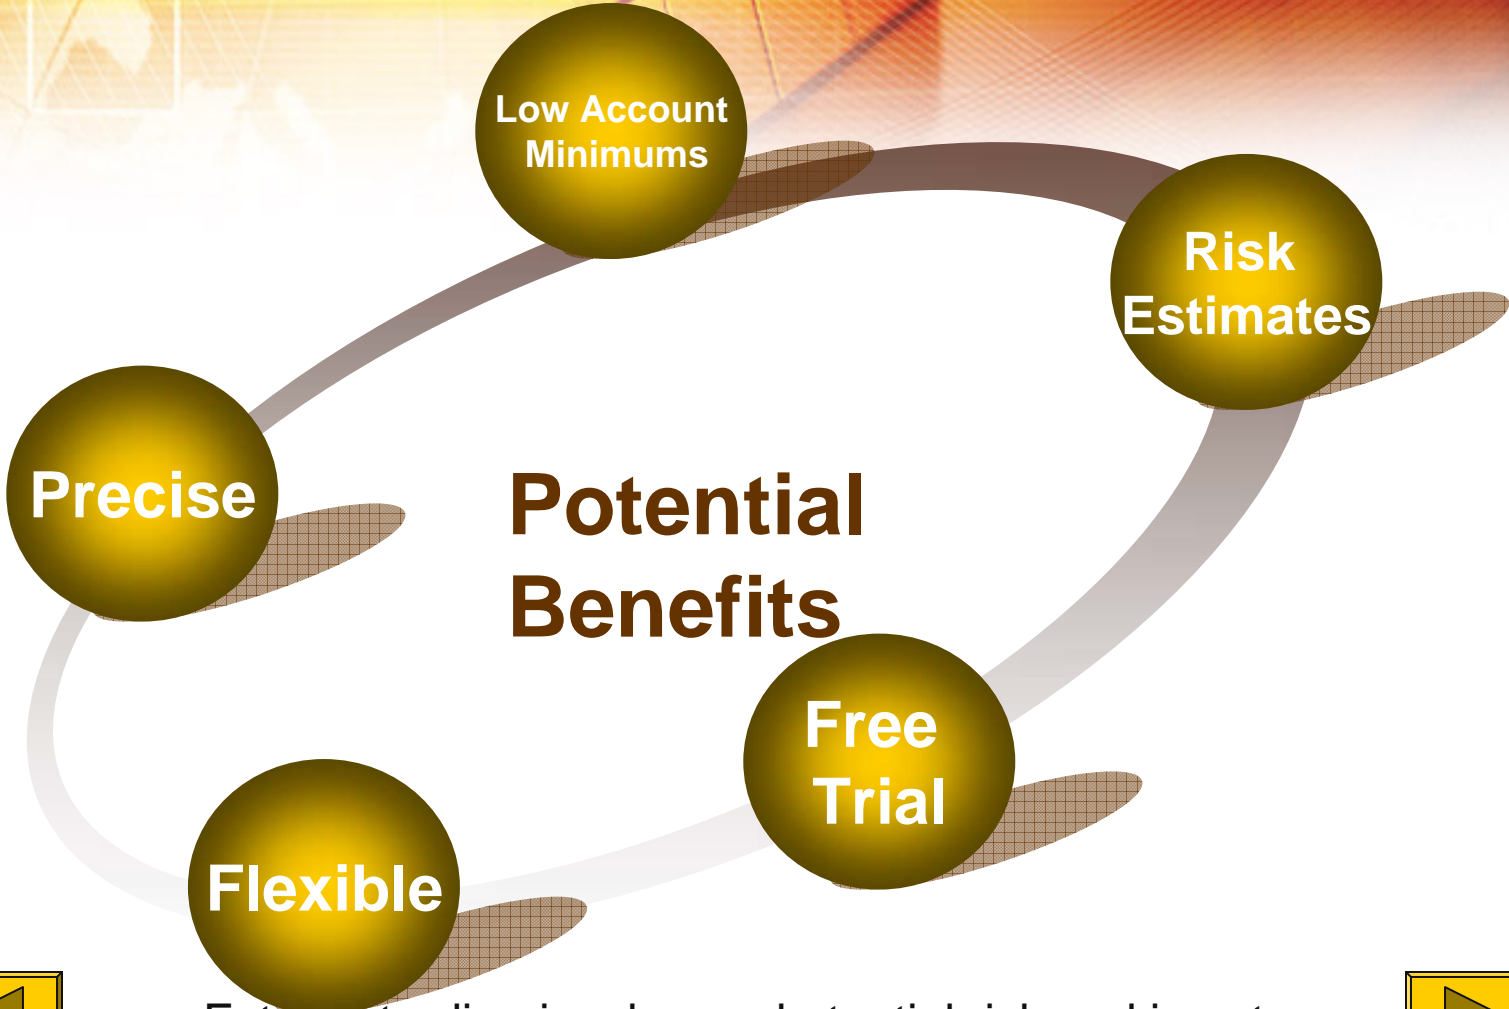 Low Account
Minimums
Risk
Estimates
Precise
Potential
Benefits
Free
Trial
Flexible